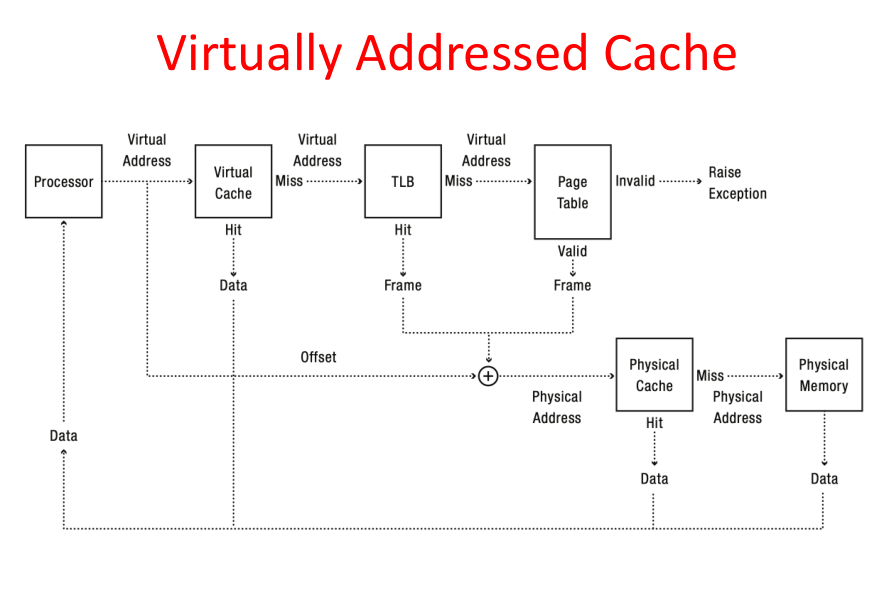 Virtually Addressed Cache
Virtual
Address
Virtual
Address
Virtual
Address
Processor
Virtual
Cache
Miss
TLB
Miss
Page
Table
Invalid
Raise
Exception
Hit
Hit
Valid
Data
Frame
Frame
Offset
+
Physical
Address
Physical
Cache
Miss
Physical
Address
Physical
Memory
Hit
Data
Data
Data